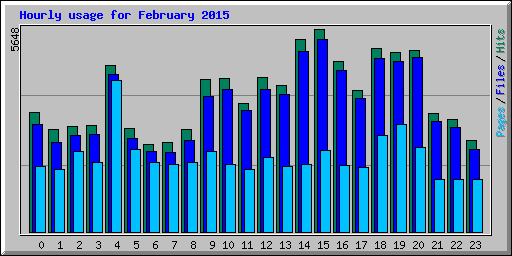 Hourly usage for February 2015
5648
Pages / Files / Hits
0 1 2 3 4 5 6 7 8 9 10 11 12 13 14 15 16 17 18 19 20 21 22 23